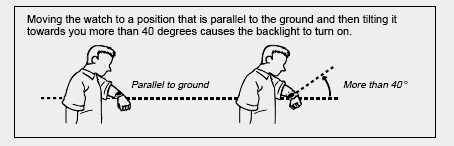 Moving the watch to a position that is parallel to the ground and then tilting it
towards you more than 40 degrees causes the backlight to turn on.
Parallel to ground
More than 40°